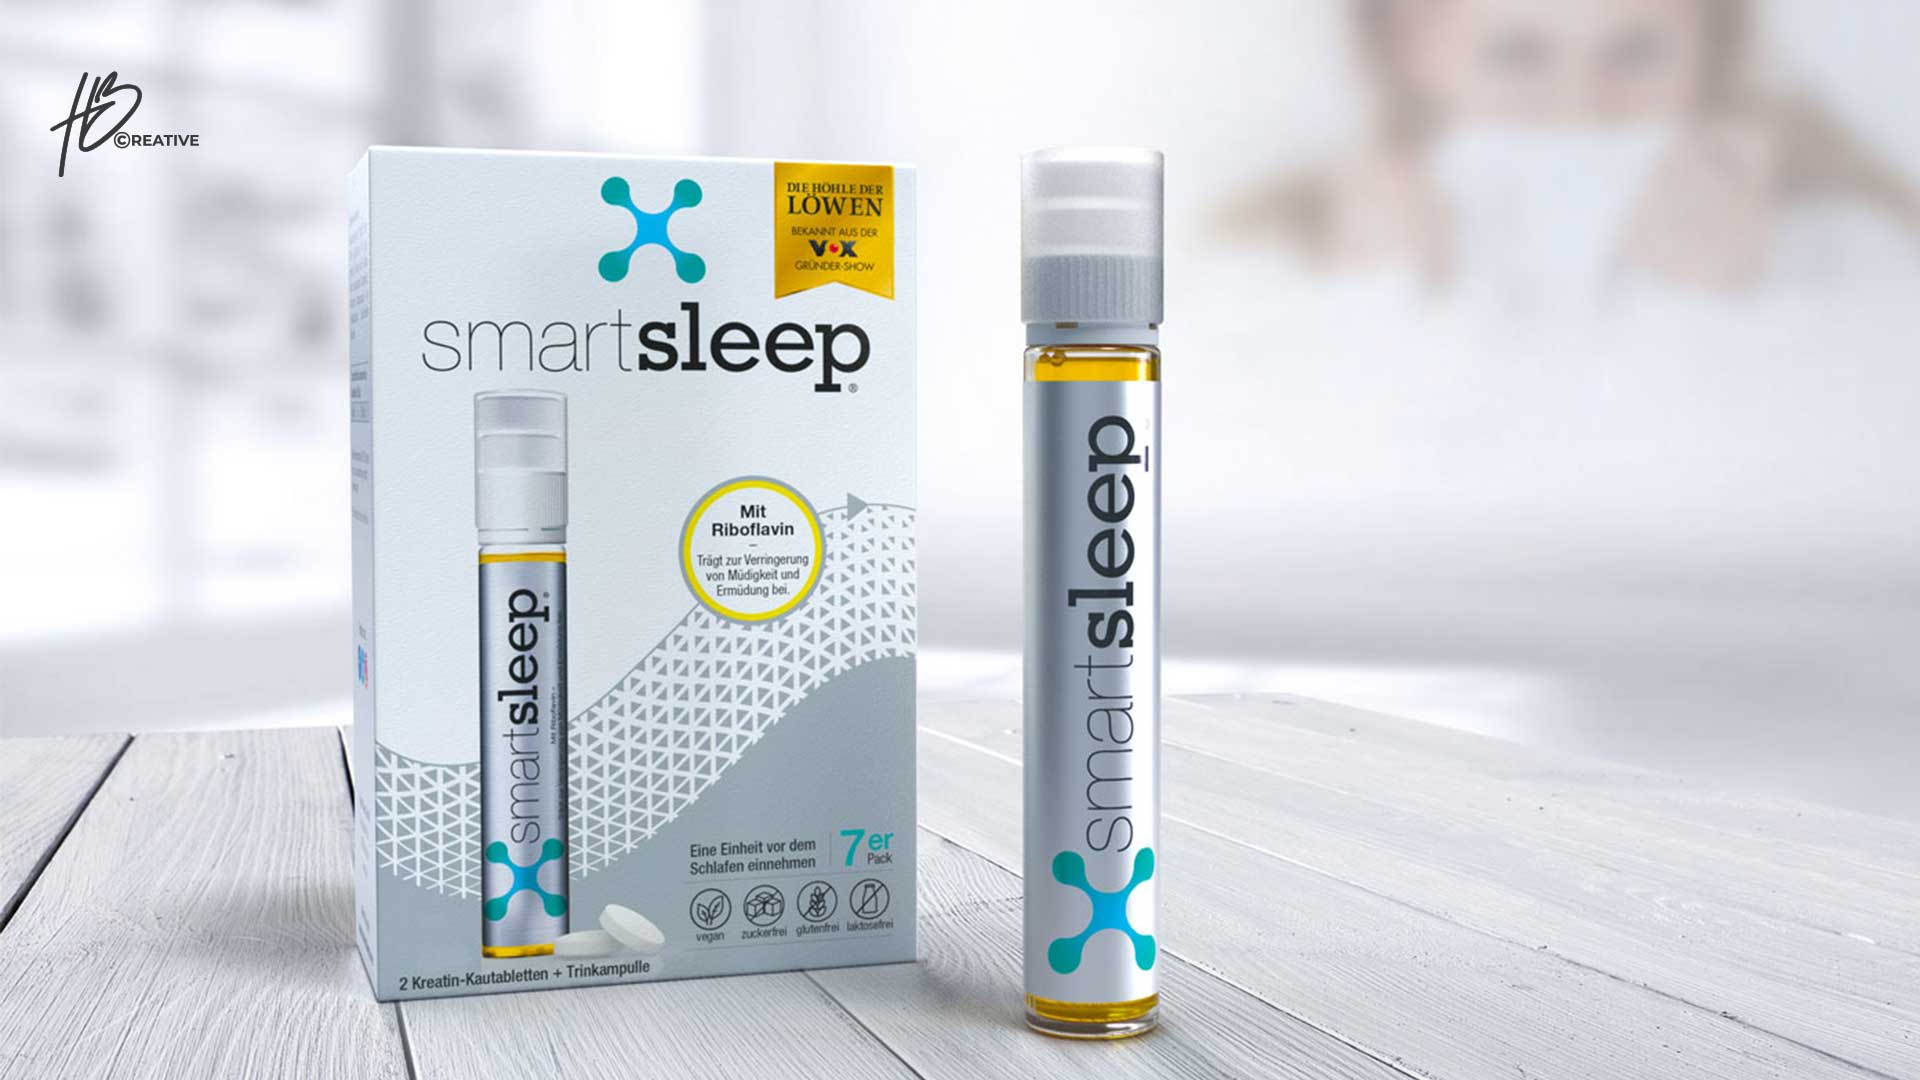 HB
©REATIVE
DIE HÖHLE DER
LÖWEN
BEKANNT AUS DER
VOX
GRÜNDER-SHOW
smartsleep®
Mit
Riboflavin
–
Trägt zur Verringerung
von Müdigkeit und
Ermüdung bei.
smartsleep®
Eine Einheit vor dem
Schlafen einnehmen
7er
Pack
vegan zuckerfrei glutenfrei laktosefrei
2 Kreatin-Kautabletten + Trinkampulle
smartsleep